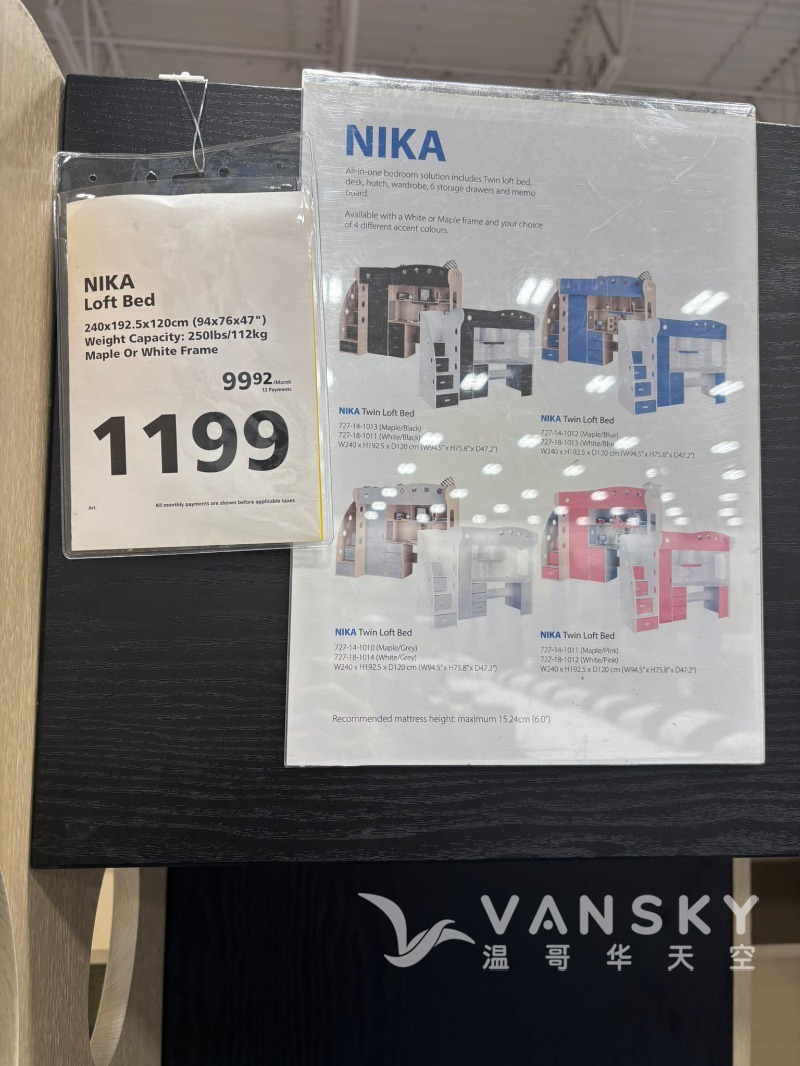 NIKA
Loft Bed
240x192.5x120cm (94x76x47")
Weight Capacity: 250lbs/112kg
Maple Or White Frame
99⁹² /Month
12 Payments
1199
Art.
All monthly payments are shown before applicable taxes
NIKA
All-in-one bedroom solution includes Twin loft bed,
desk, hutch, wardrobe, 6 storage drawers and memo
board.
Available with a White or Maple frame and your choice
of 4 different accent colours.
NIKA Twin Loft Bed
727-14-1013 (Maple/Black)
727-18-1011 (White/Black)
W240 x H192.5 x D120 cm (W94.5" x H75.8" x D47.2")
NIKA Twin Loft Bed
727-14-1012 (Maple/Blue)
727-18-1013 (White/Blue)
W240 x H192.5 x D120 cm (W94.5" x H75.8" x D47.2")
NIKA Twin Loft Bed
727-14-1010 (Maple/Grey)
727-18-1014 (White/Grey)
W240 x H192.5 x D120 cm (W94.5" x H75.8" x D47.2")
NIKA Twin Loft Bed
727-14-1011 (Maple/Pink)
727-18-1012 (White/Pink)
W240 x H192.5 x D120 cm (W94.5" x H75.8" x D47.2")
Recommended mattress height: maximum 15.24cm (6.0")
VANSKY
温哥华天空